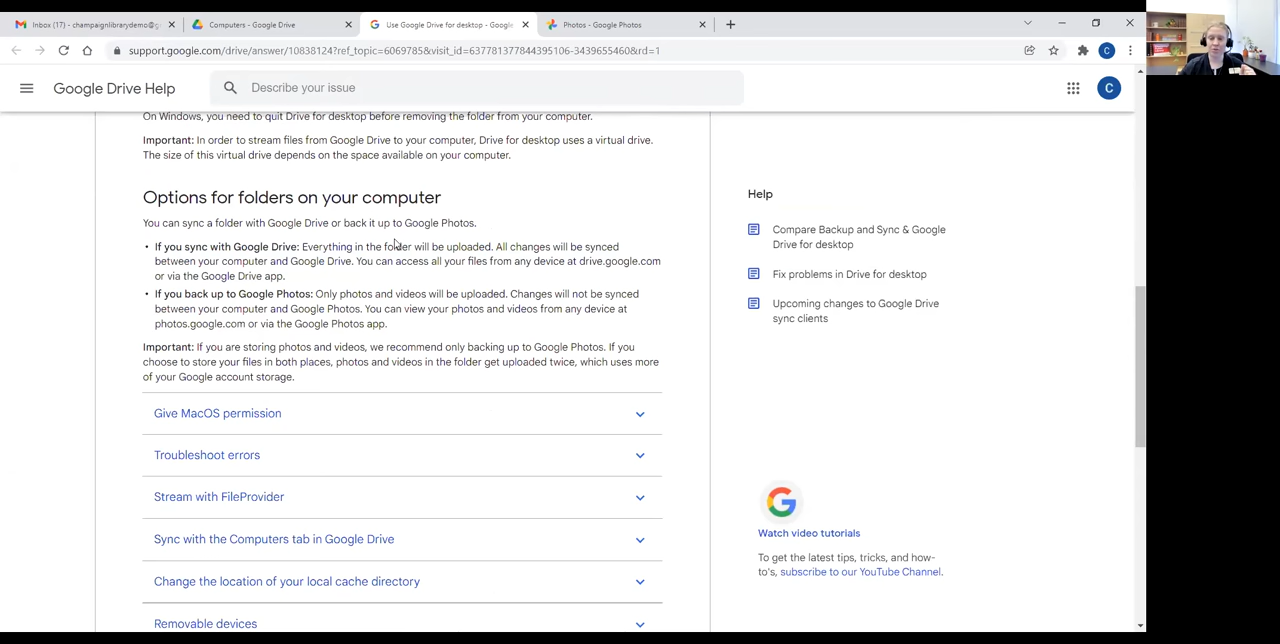 Inbox (17) - champaignlibrarydemo@g
Computers - Google Drive
Use Google Drive for desktop - Google
Photos - Google Photos
support.google.com/drive/answer/10838124?ref_topic=6069785&visit_id=637781377844395106-3439655460&rd=1
C
Google Drive Help
Describe your issue
C
On Windows, you need to quit Drive for desktop before removing the folder from your computer.
Important: In order to stream files from Google Drive to your computer, Drive for desktop uses a virtual drive.
The size of this virtual drive depends on the space available on your computer.
Options for folders on your computer
You can sync a folder with Google Drive or back it up to Google Photos.
• If you sync with Google Drive: Everything in the folder will be uploaded. All changes will be synced
between your computer and Google Drive. You can access all your files from any device at drive.google.com
or via the Google Drive app.
• If you back up to Google Photos: Only photos and videos will be uploaded. Changes will not be synced
between your computer and Google Photos. You can view your photos and videos from any device at
photos.google.com or via the Google Photos app.
Important: If you are storing photos and videos, we recommend only backing up to Google Photos. If you
choose to store your files in both places, photos and videos in the folder get uploaded twice, which uses more
of your Google account storage.
Give MacOS permission
Troubleshoot errors
Stream with FileProvider
Sync with the Computers tab in Google Drive
Change the location of your local cache directory
Removable devices
Help
Compare Backup and Sync & Google
Drive for desktop
Fix problems in Drive for desktop
Upcoming changes to Google Drive
sync clients
Watch video tutorials
To get the latest tips, tricks, and how-
to's, subscribe to our YouTube Channel.